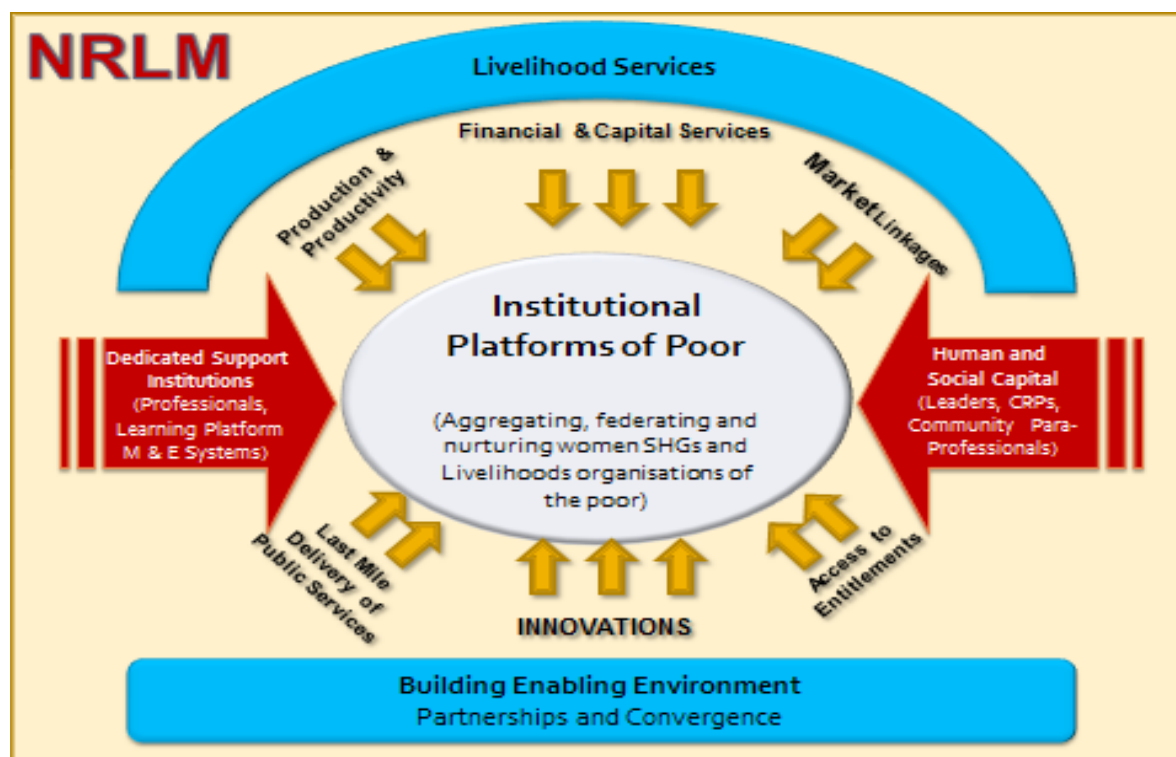 NRLM
Livelihood Services
Financial & Capital Services
Production &
Productivity
Market Linkages
Institutional
Platforms of Poor
(Aggregating, federating and
nurturing women SHGs and
Livelihoods organisations of
the poor)
Dedicated Support
Institutions
(Professionals,
Learning Platform
M & E Systems)
Human and
Social Capital
(Leaders, CRPs,
Community Para-
Professionals)
Last Mile
Delivery of
Public Services
INNOVATIONS
Access to
Entitlements
Building Enabling Environment
Partnerships and Convergence